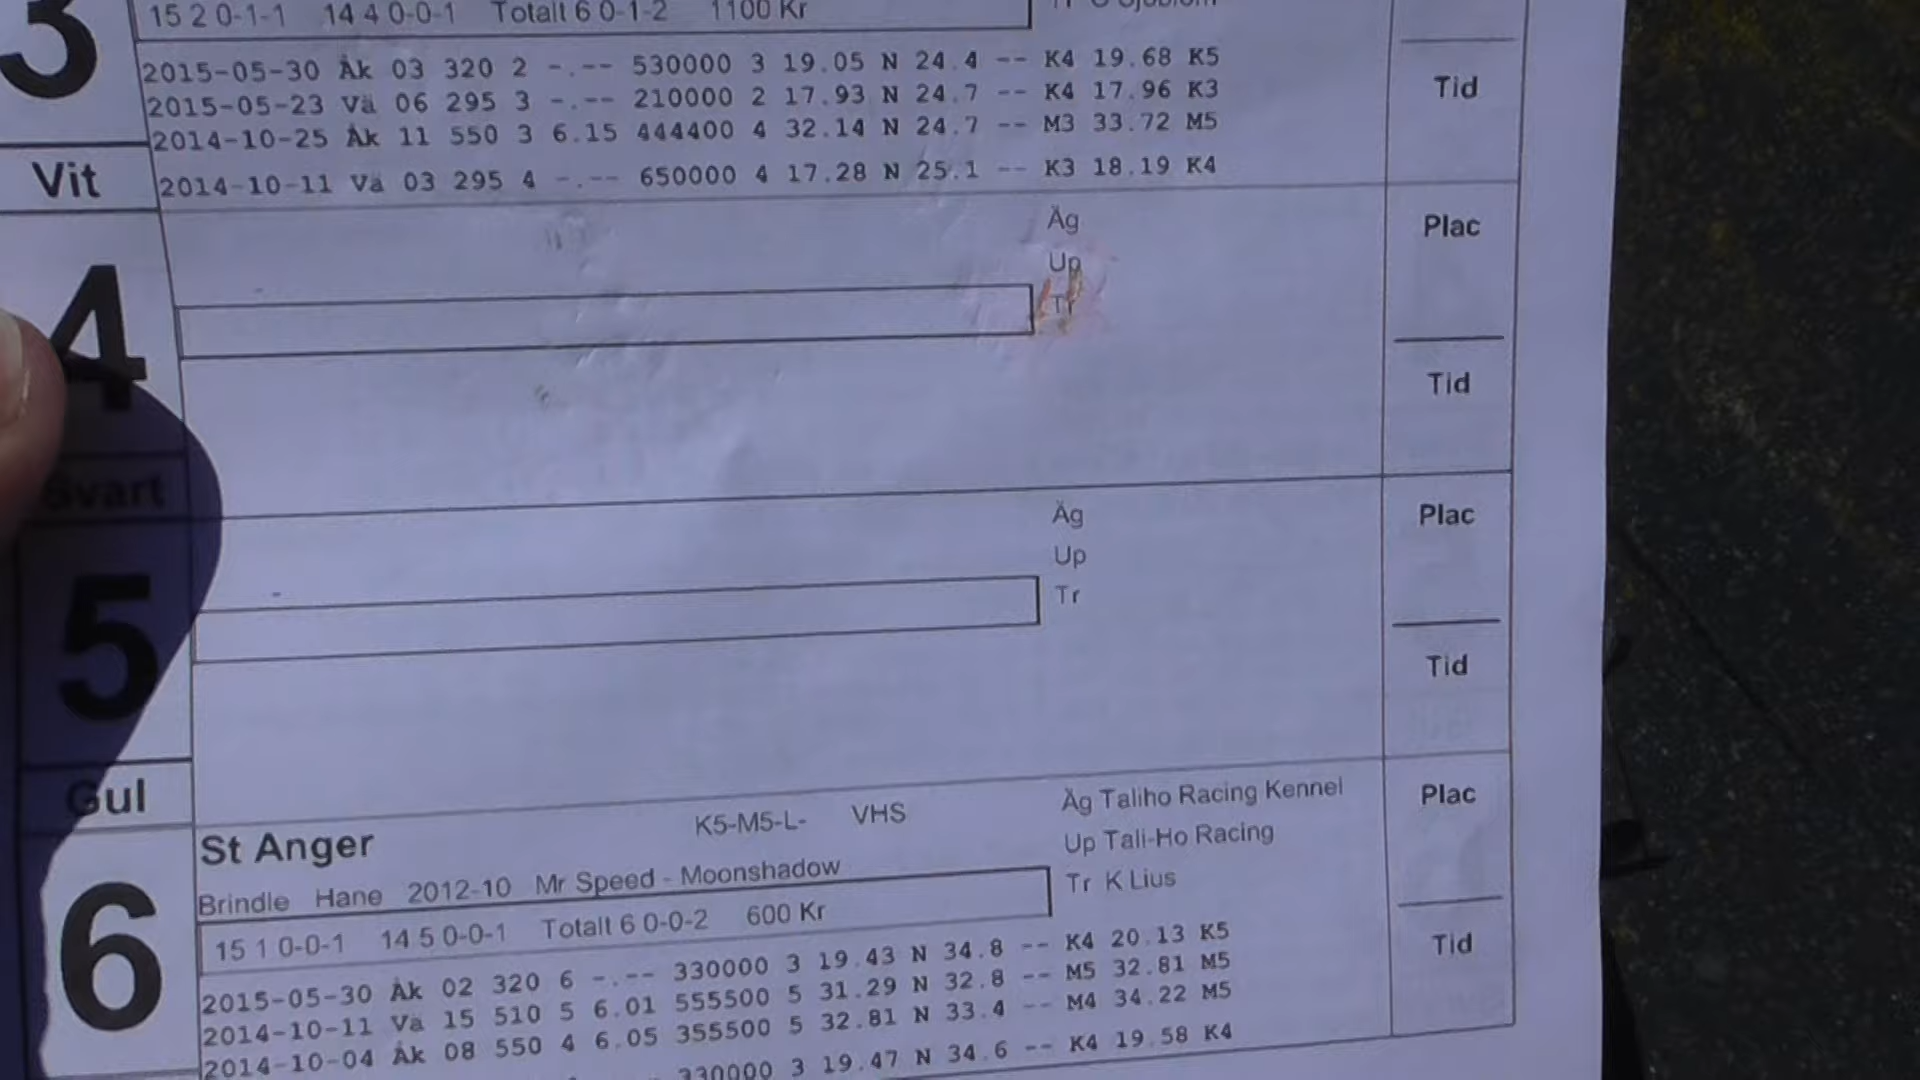 3
15 2 0-1-1 14 4 0-0-1 Totalt 6 0-1-2 1100 Kr
2015-05-30 Åk 03 320 2 -.-- 530000 3 19.05 N 24.4 -- K4 19.68 K5
2015-05-23 Vä 06 295 3 -.-- 210000 2 17.93 N 24.7 -- K4 17.96 K3
2014-10-25 Åk 11 550 3 6.15 444400 4 32.14 N 24.7 -- M3 33.72 M5
2014-10-11 Vä 03 295 4 -.-- 650000 4 17.28 N 25.1 -- K3 18.19 K4
Tid
Vit
4
Äg
Up
Tr
Plac
Tid
Svart
5
Äg
Up
Tr
Plac
Tid
Gul
6
St Anger K5-M5-L- VHS
Brindle Hane 2012-10 Mr Speed - Moonshadow
15 1 0-0-1 14 5 0-0-1 Totalt 6 0-0-2 600 Kr
Äg Taliho Racing Kennel
Up Tali-Ho Racing
Tr K Lius
2015-05-30 Åk 02 320 6 -.-- 330000 3 19.43 N 34.8 -- K4 20.13 K5
2014-10-11 Vä 15 510 5 6.01 555500 5 31.29 N 32.8 -- M5 32.81 M5
2014-10-04 Åk 08 550 4 6.05 355500 5 32.81 N 33.4 -- M4 34.22 M5
330000 3 19.47 N 34.6 -- K4 19.58 K4
Plac
Tid